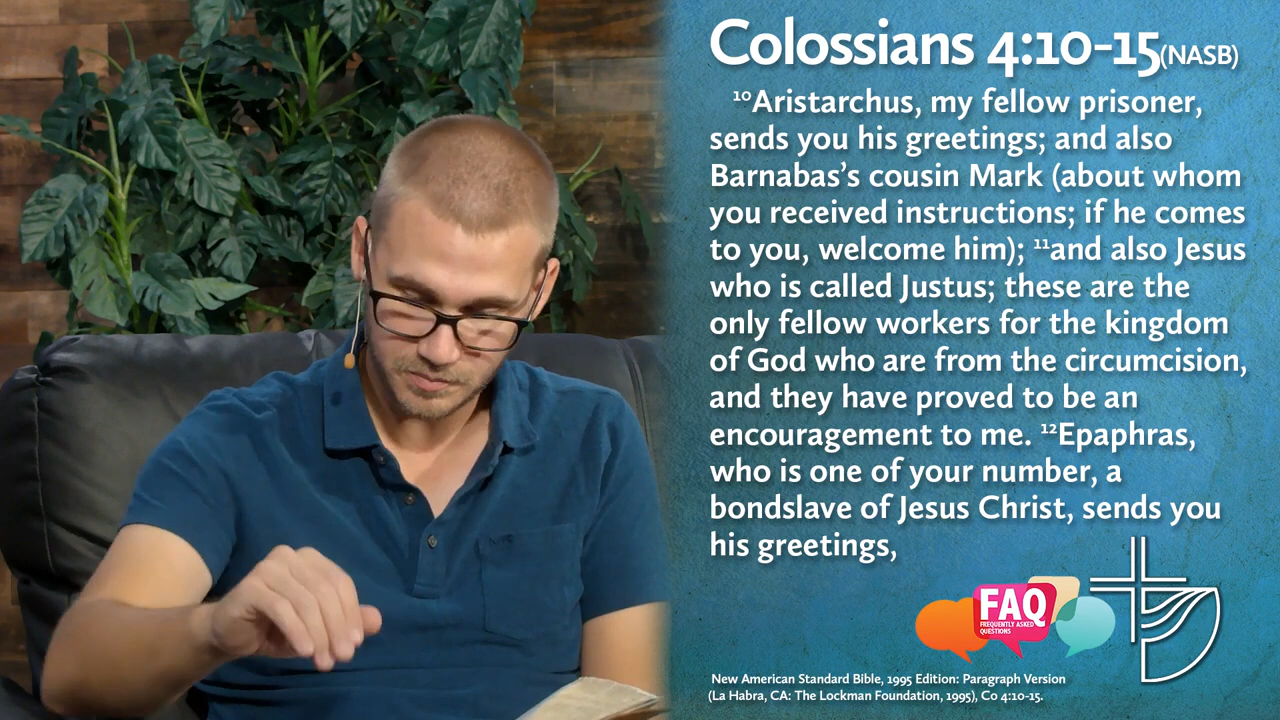 Colossians 4:10-15(NASB)
¹⁰Aristarchus, my fellow prisoner,
sends you his greetings; and also
Barnabas’s cousin Mark (about whom
you received instructions; if he comes
to you, welcome him); ¹¹and also Jesus
who is called Justus; these are the
only fellow workers for the kingdom
of God who are from the circumcision,
and they have proved to be an
encouragement to me. ¹²Epaphras,
who is one of your number, a
bondslave of Jesus Christ, sends you
his greetings,
FAQ
FREQUENTLY ASKED
QUESTIONS
New American Standard Bible, 1995 Edition: Paragraph Version
(La Habra, CA: The Lockman Foundation, 1995), Co 4:10-15.